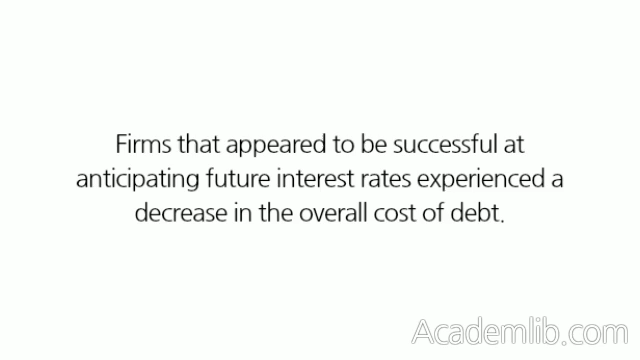 Firms that appeared to be successful at
anticipating future interest rates experienced a
decrease in the overall cost of debt.
Academlib.com